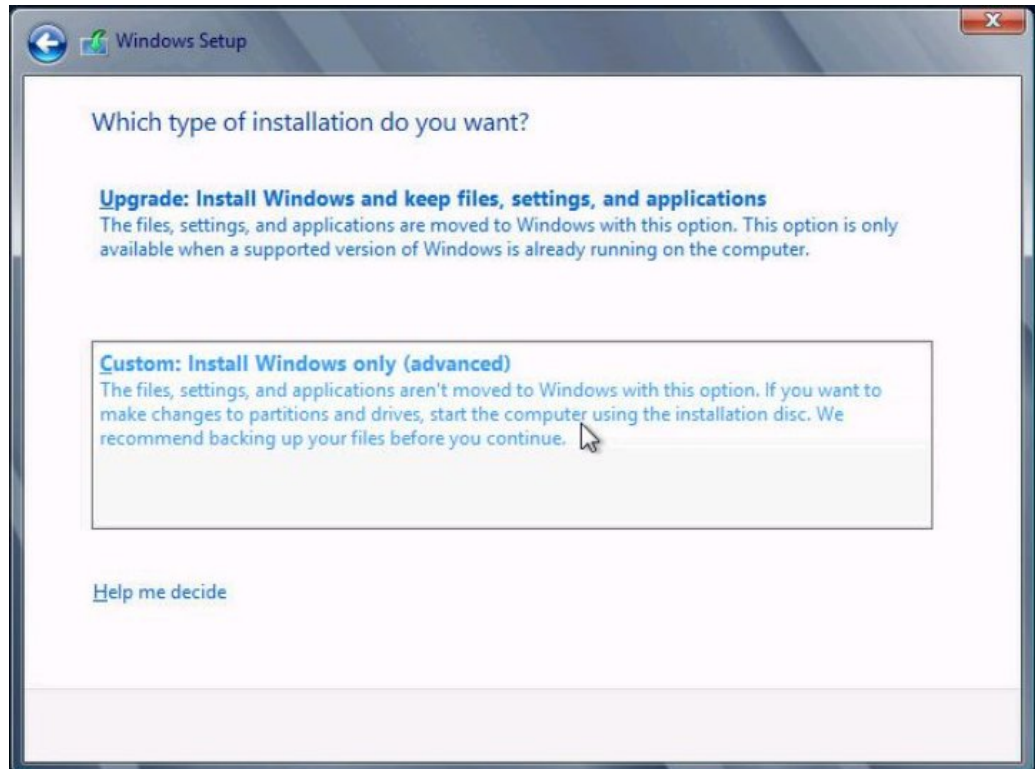 Windows Setup
Which type of installation do you want?
Upgrade: Install Windows and keep files, settings, and applications
The files, settings, and applications are moved to Windows with this option. This option is only
available when a supported version of Windows is already running on the computer.
Custom: Install Windows only (advanced)
The files, settings, and applications aren't moved to Windows with this option. If you want to
make changes to partitions and drives, start the computer using the installation disc. We
recommend backing up your files before you continue.
Help me decide